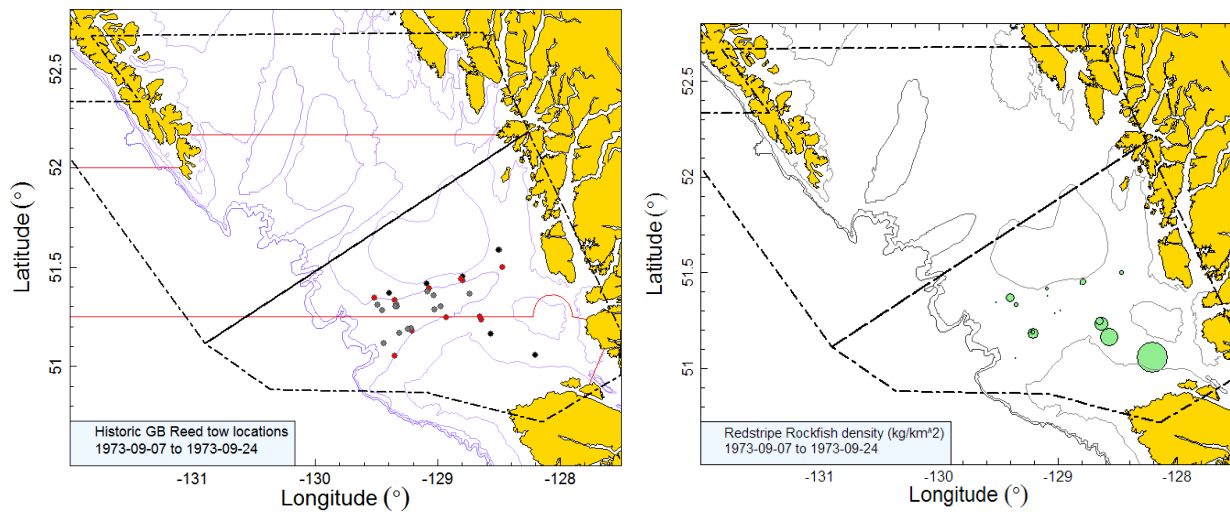 52.5
52
51.5
51
Latitude (°)
Historic GB Reed tow locations
1973-09-07 to 1973-09-24
-131
-130
-129
-128
Longitude (°)
52.5
52
51.5
51
Latitude (°)
Redstripe Rockfish density (kg/km^2)
1973-09-07 to 1973-09-24
-131
-130
-129
-128
Longitude (°)